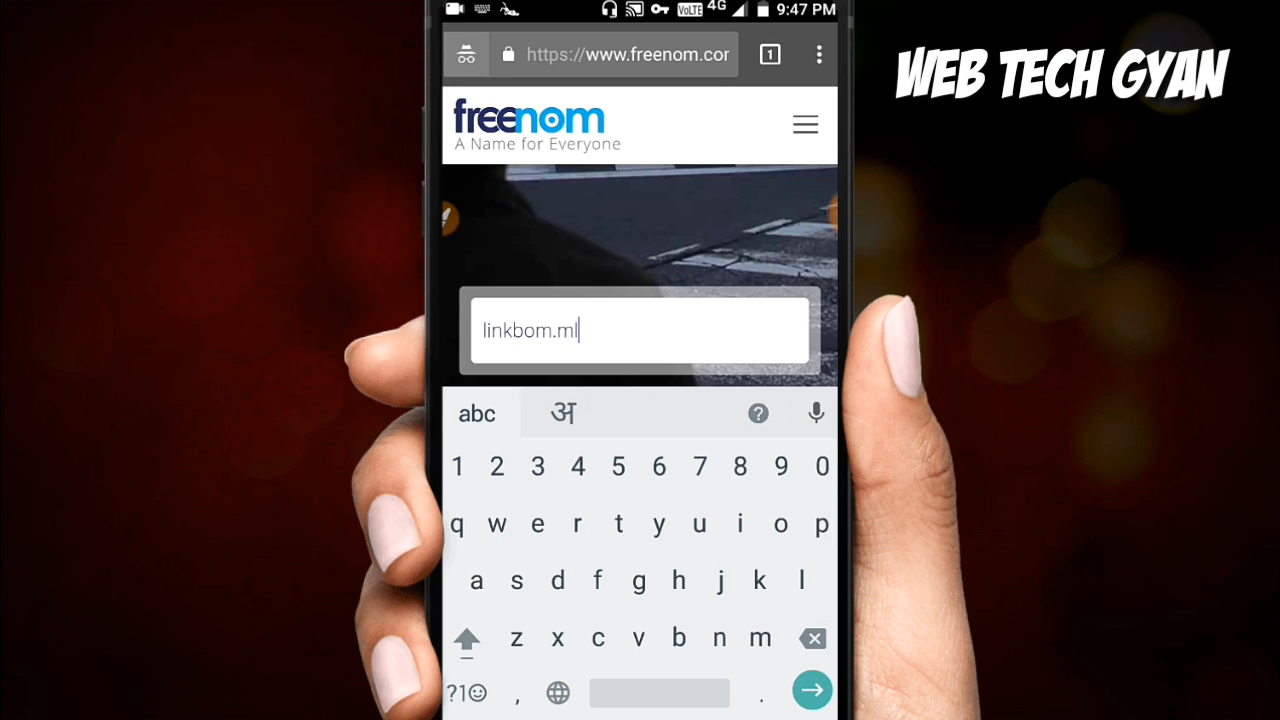 VoLTE 4G 9:47 PM
WEB TECH GYAN
https://www.freenom.cor
1
freenom
A Name for Everyone
linkbom.ml
abc अ ?
1 2 3 4 5 6 7 8 9 0
q w e r t y u i o p
a s d f g h j k l
z x c v b n m
?1☺ , .